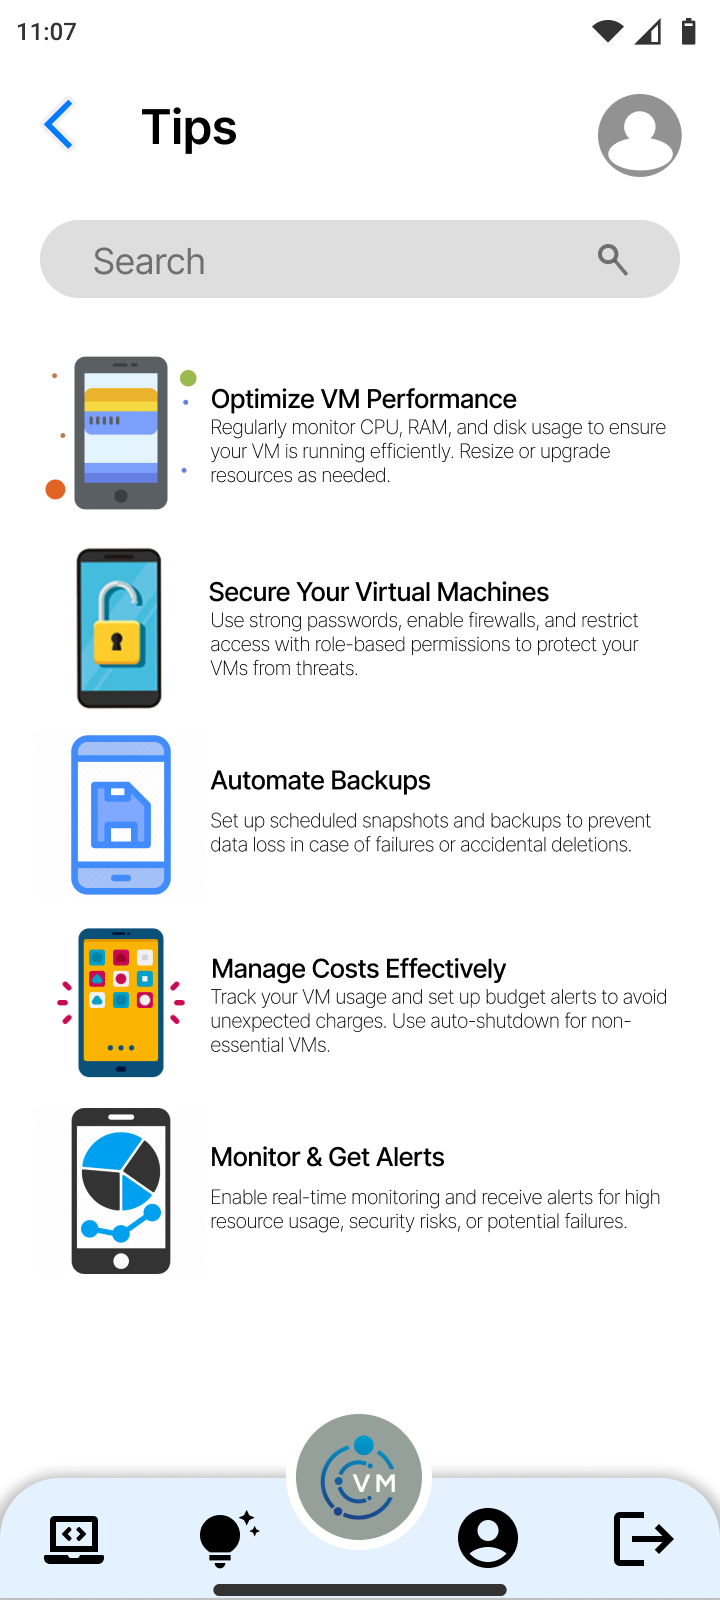 11:07
Tips
Search
Optimize VM Performance
Regularly monitor CPU, RAM, and disk usage to ensure
your VM is running efficiently. Resize or upgrade
resources as needed.
Secure Your Virtual Machines
Use strong passwords, enable firewalls, and restrict
access with role-based permissions to protect your
VMs from threats.
Automate Backups
Set up scheduled snapshots and backups to prevent
data loss in case of failures or accidental deletions.
Manage Costs Effectively
Track your VM usage and set up budget alerts to avoid
unexpected charges. Use auto-shutdown for non-
essential VMs.
Monitor & Get Alerts
Enable real-time monitoring and receive alerts for high
resource usage, security risks, or potential failures.
VM